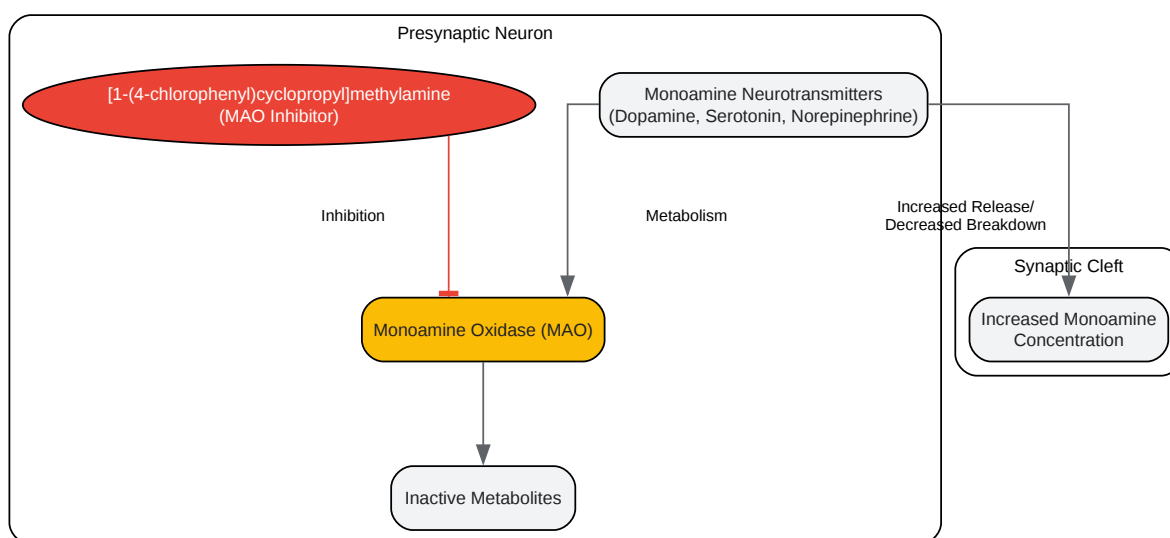 Presynaptic Neuron
[1-(4-chlorophenyl)cyclopropyl]methylamine
(MAO Inhibitor)
Monoamine Neurotransmitters
(Dopamine, Serotonin, Norepinephrine)
Inhibition
Metabolism
Increased Release/
Decreased Breakdown
Synaptic Cleft
Monoamine Oxidase (MAO)
Increased Monoamine
Concentration
Inactive Metabolites